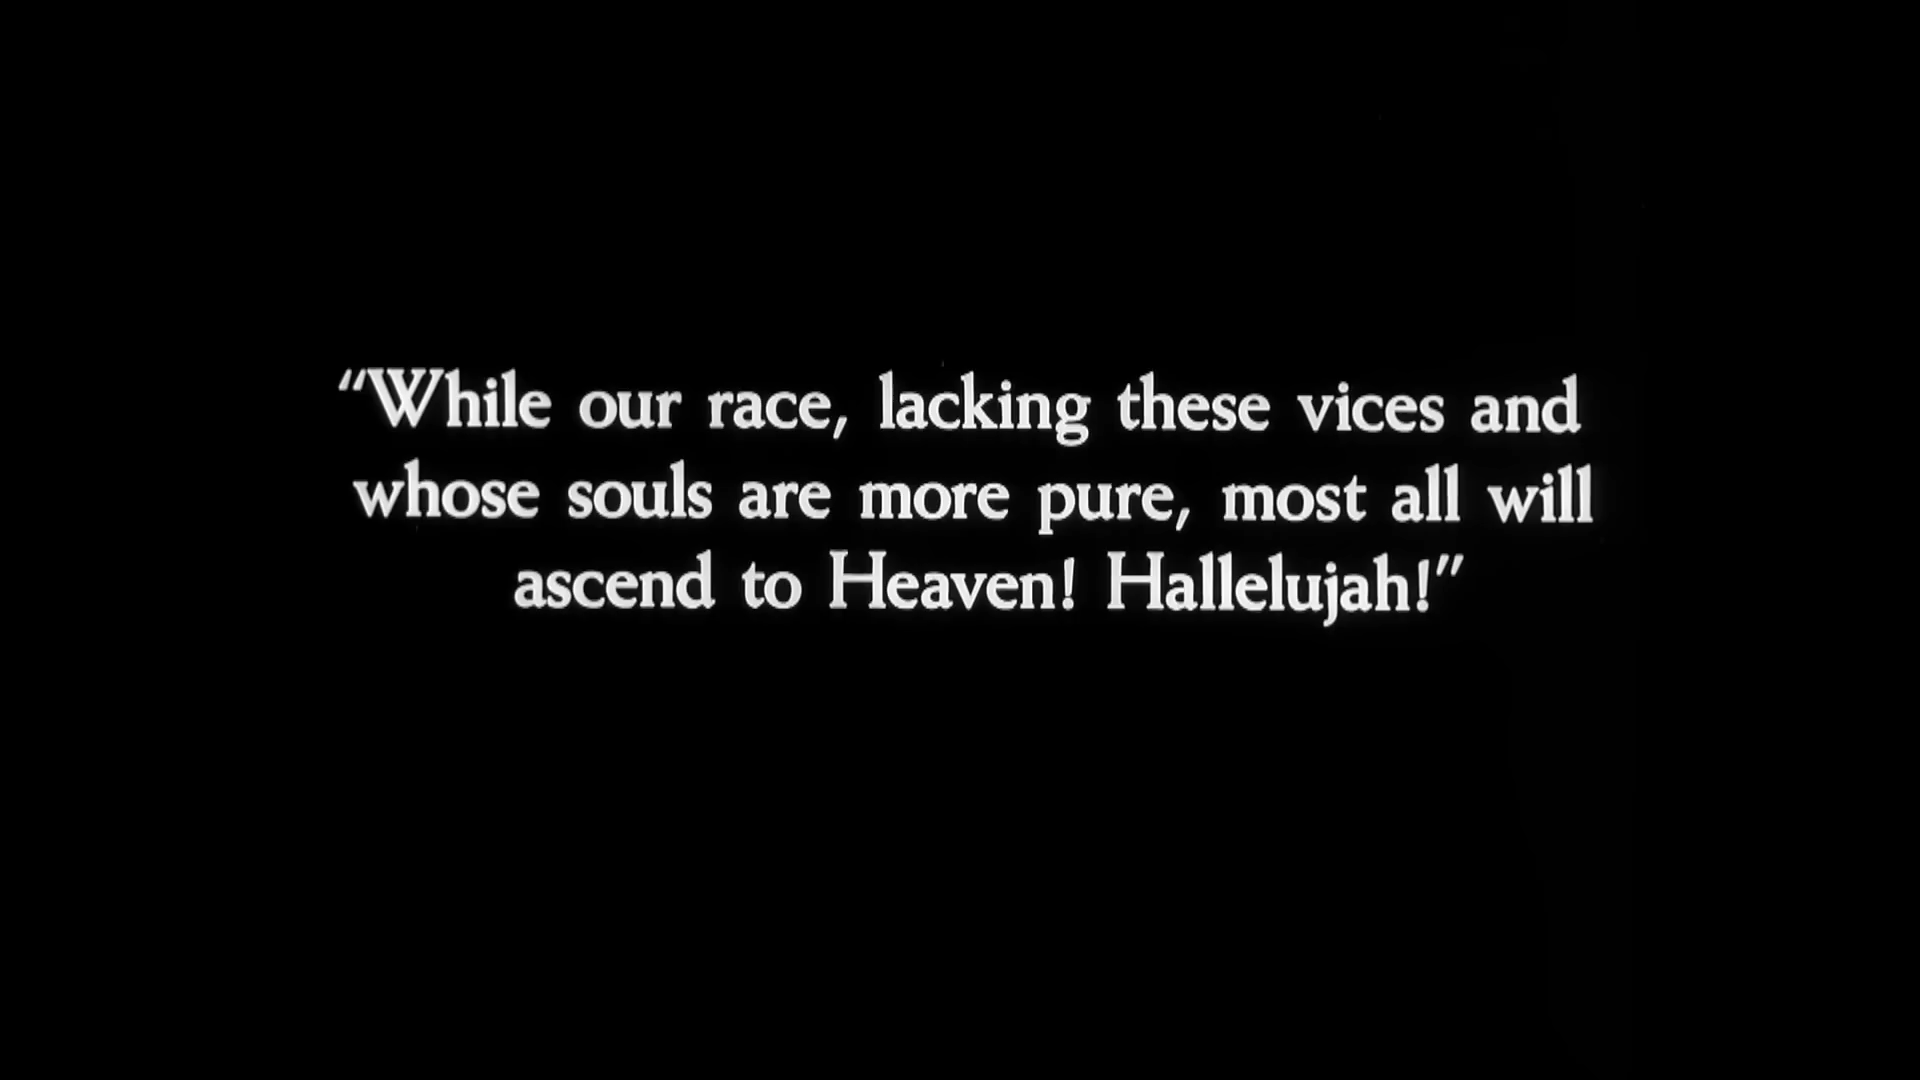 “While our race, lacking these vices and
whose souls are more pure, most all will
ascend to Heaven! Hallelujah!”